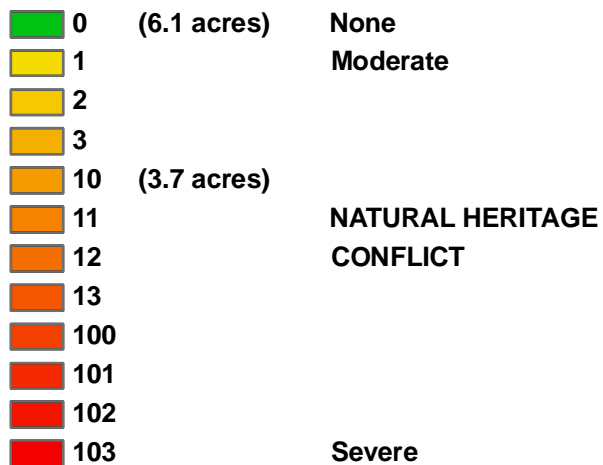 0 (6.1 acres) None
1 Moderate
2
3
10 (3.7 acres)
11 NATURAL HERITAGE
12 CONFLICT
13
100
101
102
103 Severe